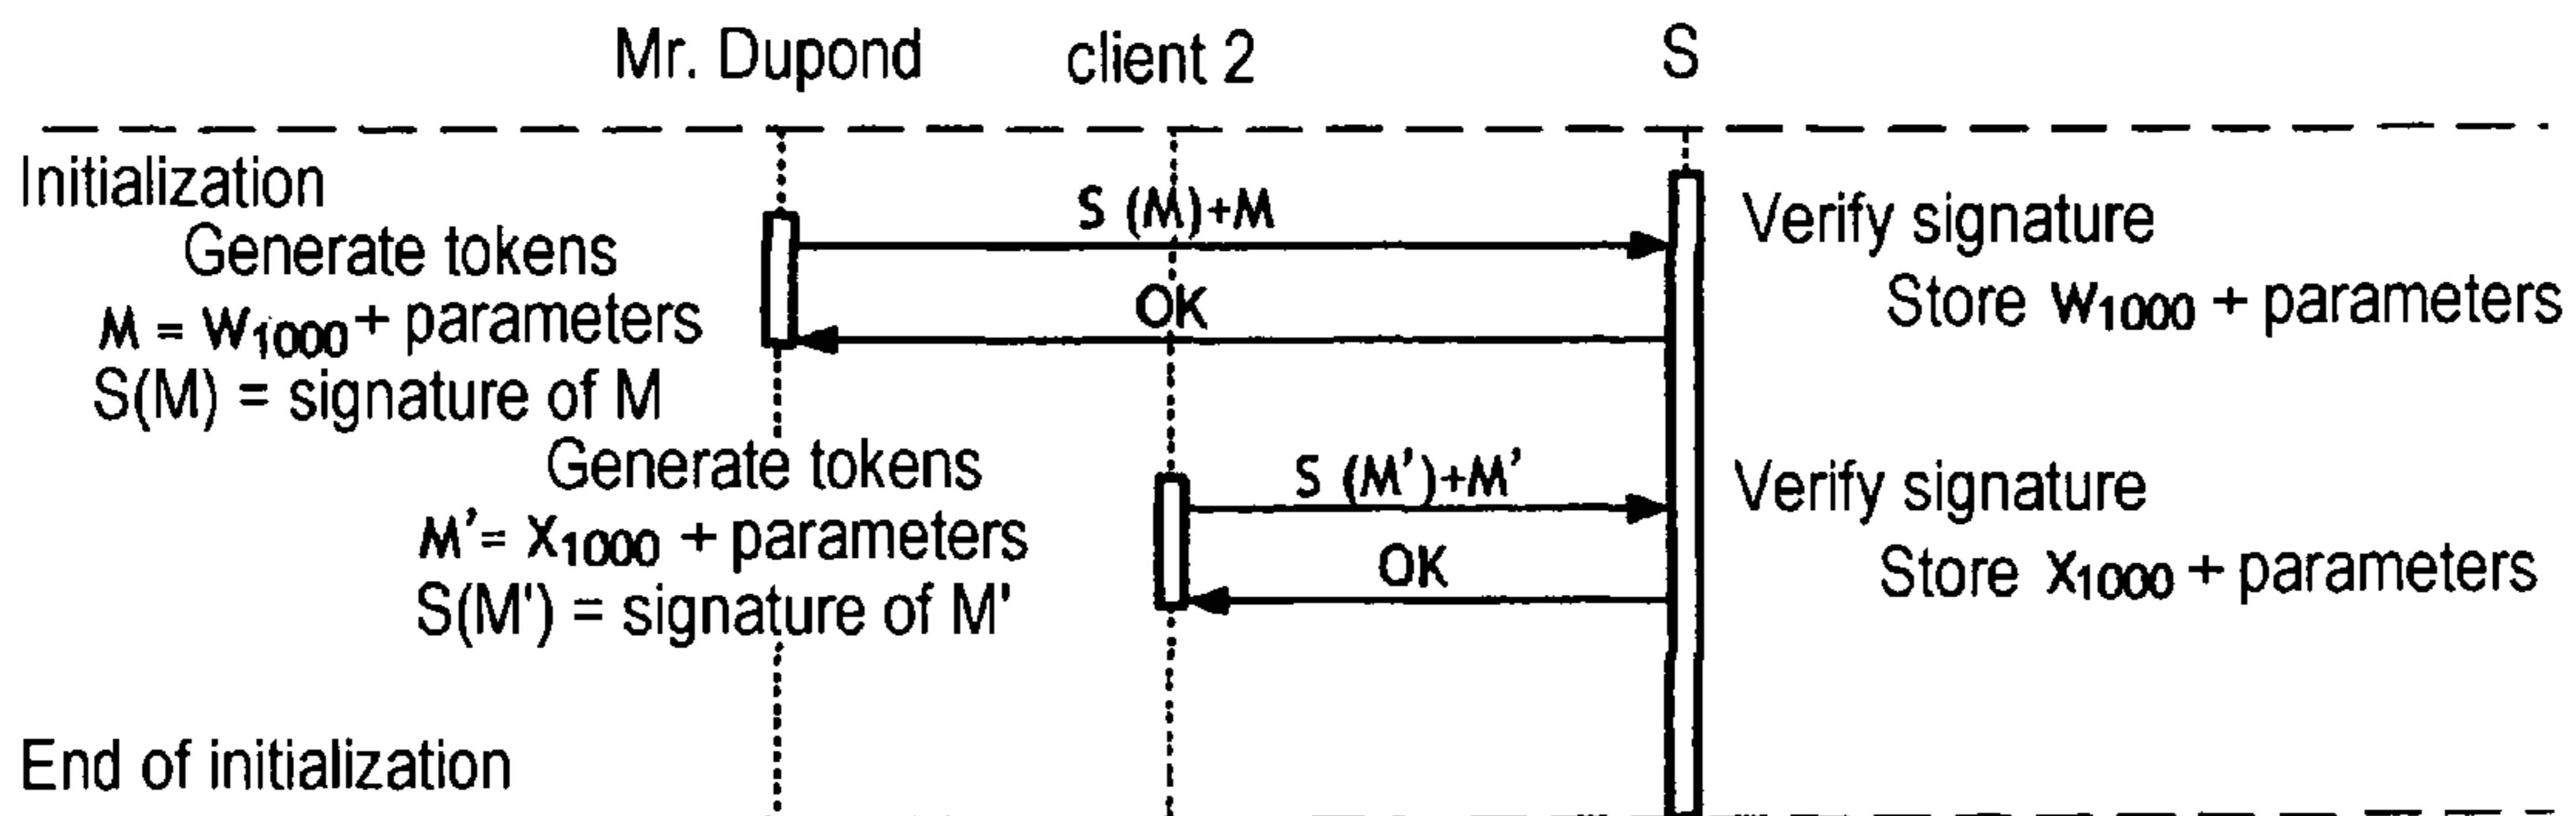 Mr. Dupond client 2 S
Initialization
S (M)+M
Verify signature
Generate tokens
Store W1000 + parameters
M = W1000 + parameters
OK
S(M) = signature of M
Generate tokens
S (M')+M'
Verify signature
M'= X1000 + parameters
OK
Store X1000 + parameters
S(M') = signature of M'
End of initialization